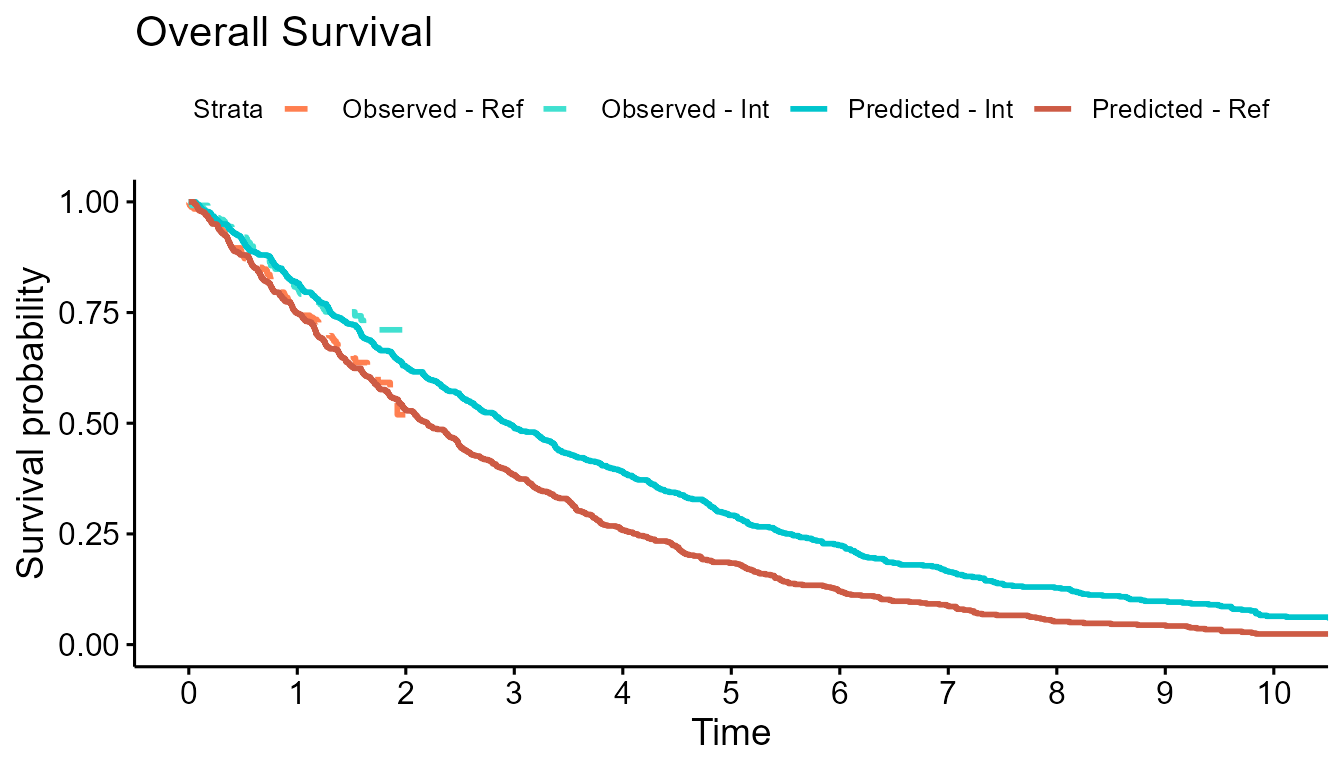 Overall Survival
Strata Observed - Ref Observed - Int Predicted - Int Predicted - Ref
Survival probability
1.00
0.75
0.50
0.25
0.00
0 1 2 3 4 5 6 7 8 9 10
Time